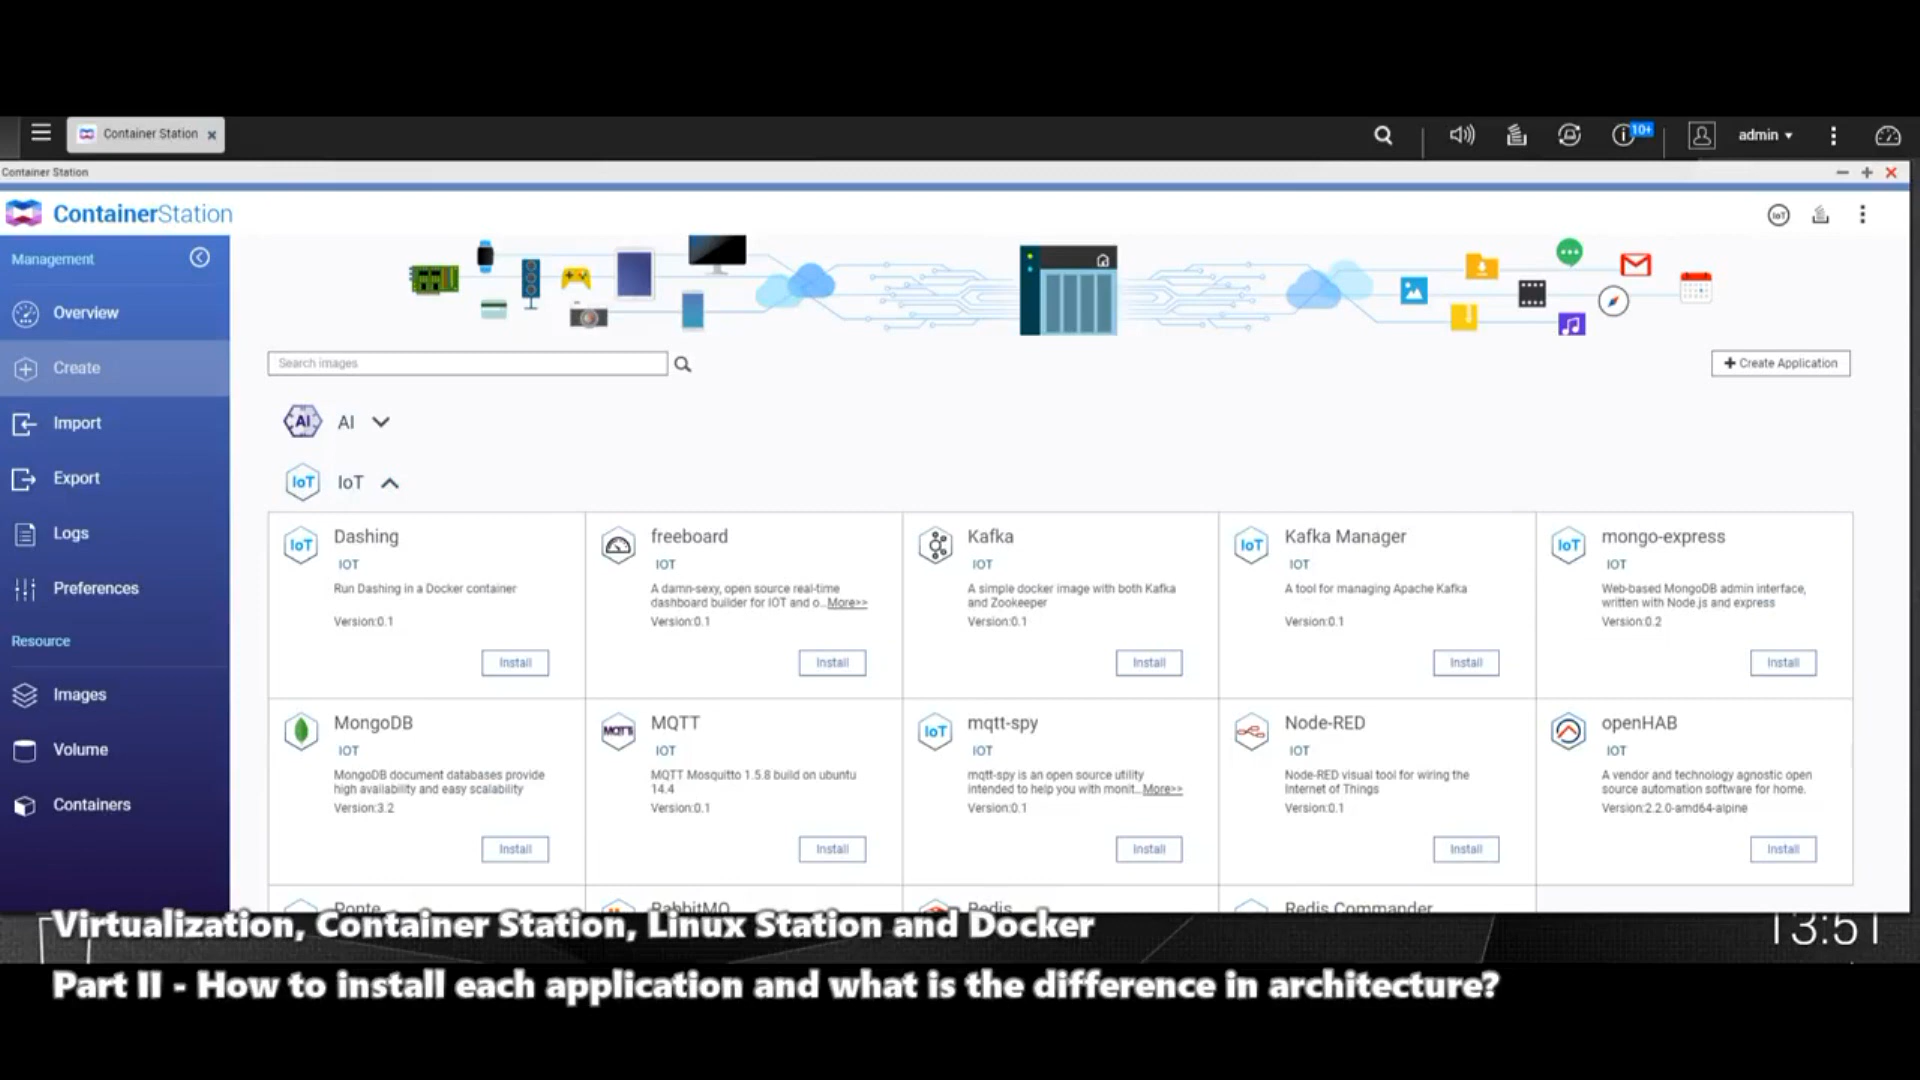 Container Station
10+
admin
Container Station
ContainerStation
IoT
Management
Overview
Create
Import
Export
Logs
Preferences
Resource
Images
Volume
Containers
Search images
+ Create Application
AI AI
IoT IoT
IoT Dashing
IOT
Run Dashing in a Docker container
Version:0.1
Install
freeboard
IOT
A damn-sexy, open source real-time
dashboard builder for IOT and o...More>>
Version:0.1
Install
Kafka
IOT
A simple docker image with both Kafka
and Zookeeper
Version:0.1
Install
IoT Kafka Manager
IOT
A tool for managing Apache Kafka
Version:0.1
Install
IoT mongo-express
IOT
Web-based MongoDB admin interface,
written with Node.js and express
Version:0.2
Install
MongoDB
IOT
MongoDB document databases provide
high availability and easy scalability
Version:3.2
Install
MQTT
IOT
MQTT Mosquitto 1.5.8 build on ubuntu
14.4
Version:0.1
Install
IoT mqtt-spy
IOT
mqtt-spy is an open source utility
intended to help you with monit...More>>
Version:0.1
Install
Node-RED
IOT
Node-RED visual tool for wiring the
Internet of Things
Version:0.1
Install
openHAB
IOT
A vendor and technology agnostic open
source automation software for home.
Version:2.2.0-amd64-alpine
Install
Ponte
RabbitMQ
Redis
Redis Commander
13:51
Virtualization, Container Station, Linux Station and Docker
Part II - How to install each application and what is the difference in architecture?